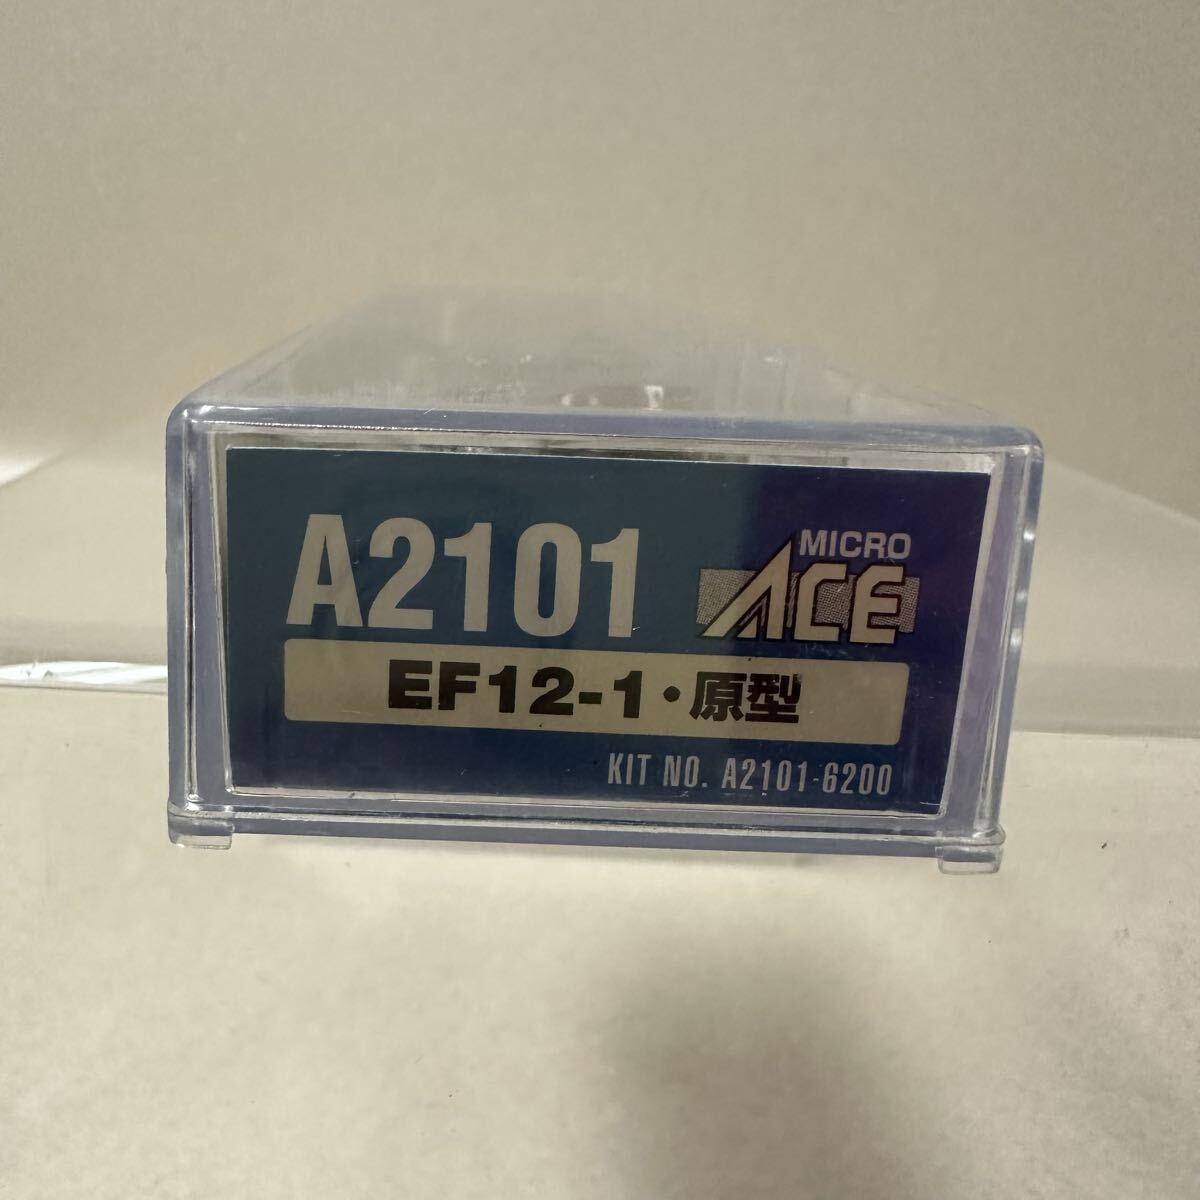 A2101
MICRO
ACE
EF12-1・原型
KIT NO. A2101-6200